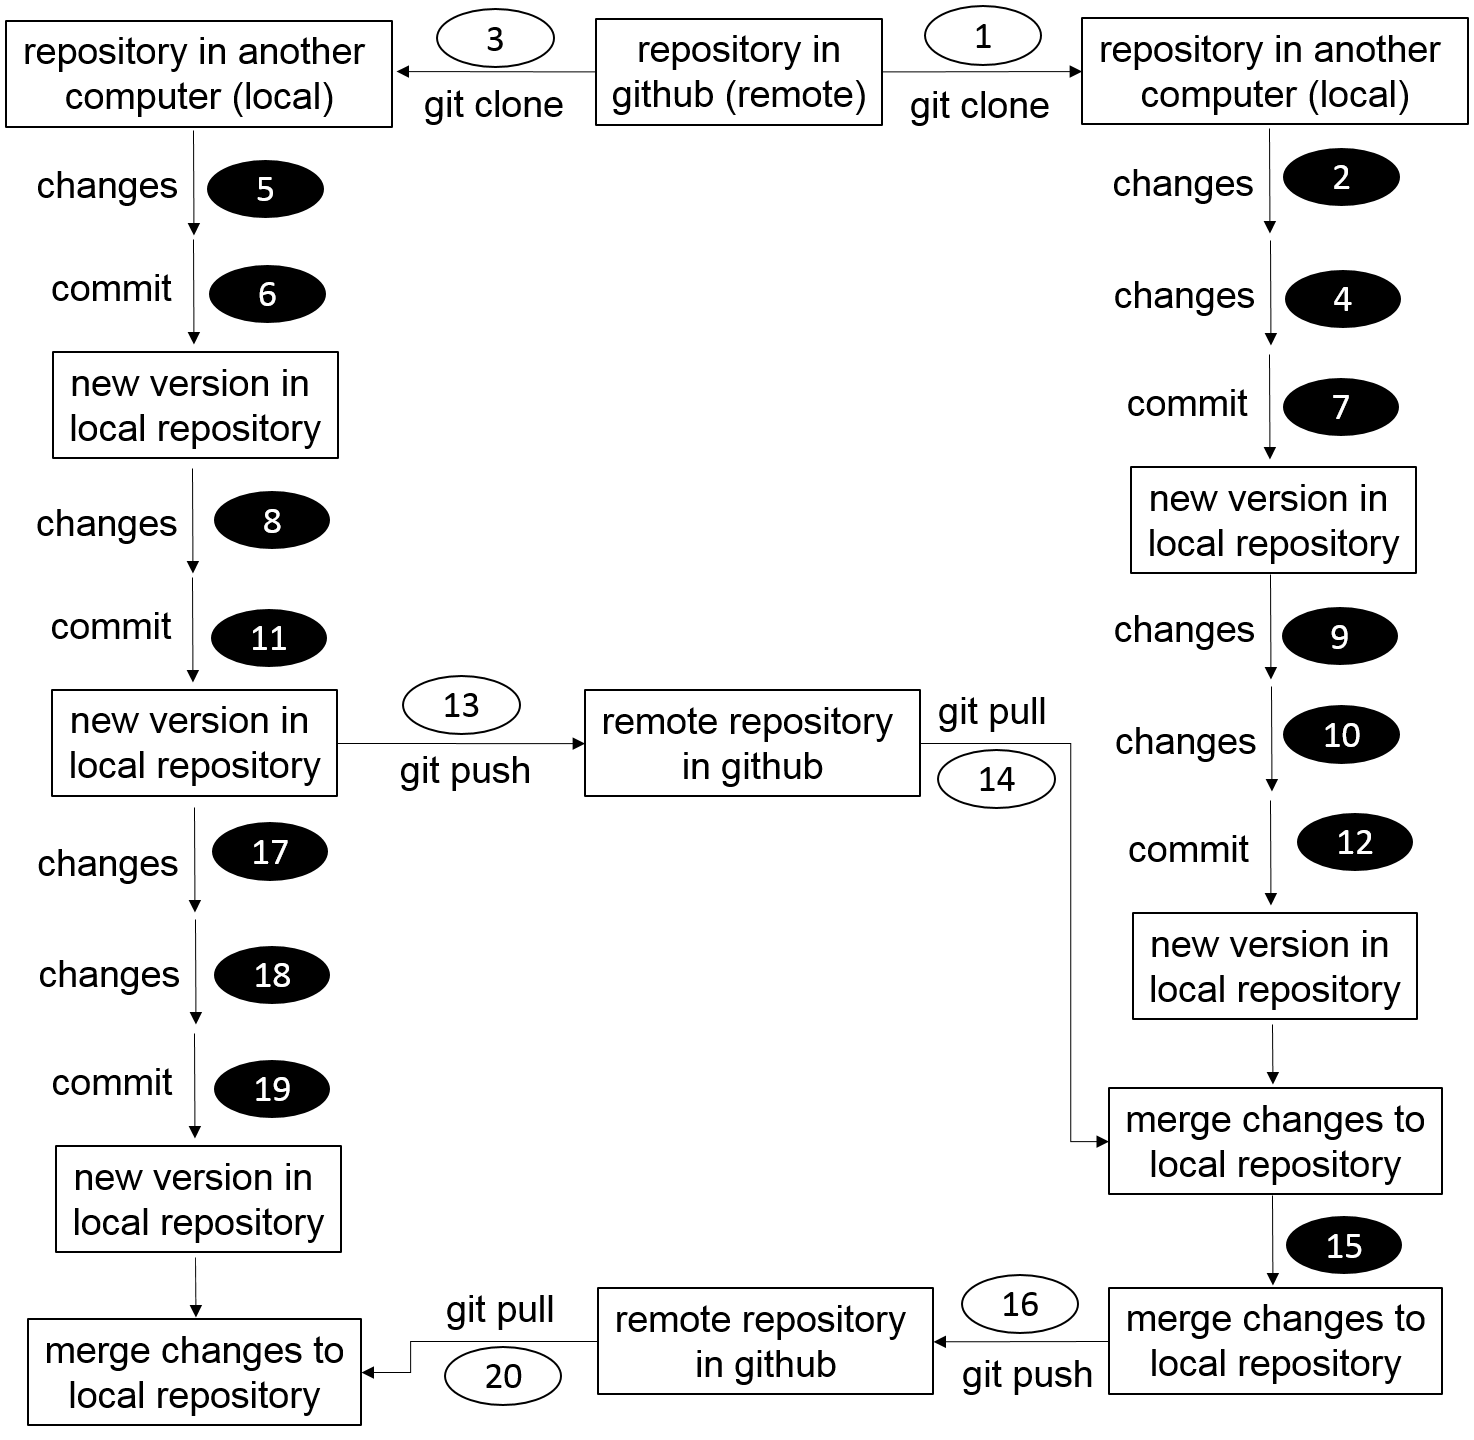 repository in another
computer (local)
3
git clone
repository in
github (remote)
1
git clone
repository in another
computer (local)
changes
5
changes
2
commit
6
changes
4
new version in
local repository
commit
7
changes
8
new version in
local repository
commit
11
changes
9
new version in
local repository
13
git push
remote repository
in github
git pull
14
changes
10
changes
17
commit
12
changes
18
new version in
local repository
commit
19
merge changes to
local repository
new version in
local repository
15
merge changes to
local repository
git pull
20
remote repository
in github
16
git push
merge changes to
local repository